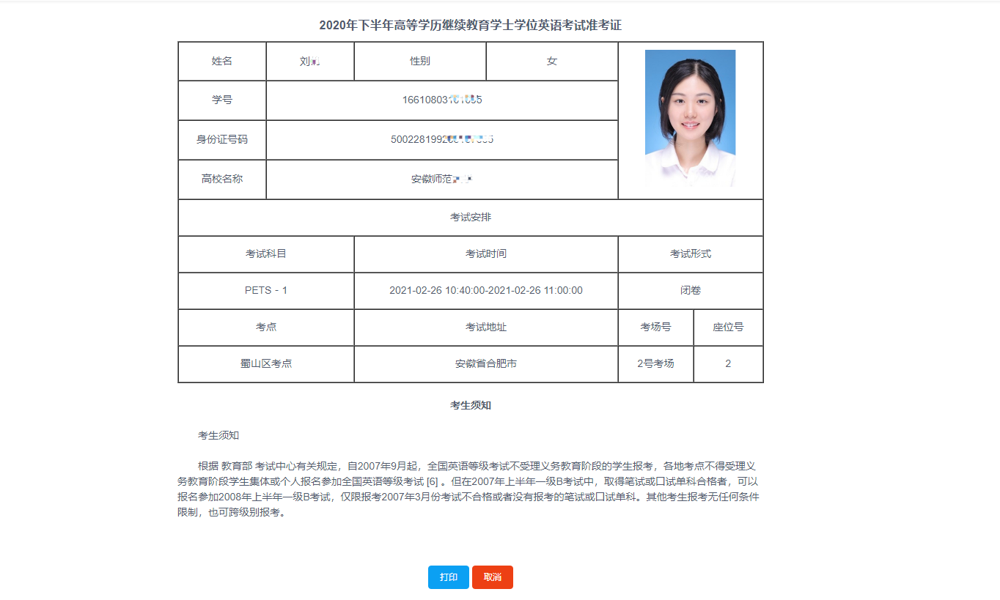 2020年下半年高等学历继续教育学士学位英语考试准考证
姓名 刘 性别 女
学号 16610803
身份证号码 500228199
高校名称 安徽师范
考试安排
考试科目 考试时间 考试形式
PETS - 1 2021-02-26 10:40:00-2021-02-26 11:00:00 闭卷
考点 考试地址 考场号 座位号
蜀山区考点 安徽省合肥市 2号考场 2
考生须知
考生须知
根据 教育部 考试中心有关规定，自2007年9月起，全国英语等级考试不受理义务教育阶段的学生报考，各地考点不得受理义
务教育阶段学生集体或个人报名参加全国英语等级考试 [6] 。但在2007年上半年一级B考试中，取得笔试或口试单科合格者，可以
报名参加2008年上半年一级B考试，仅限报考2007年3月份考试不合格或者没有报考的笔试或口试单科。其他考生报考无任何条件
限制，也可跨级别报考。
打印 取消